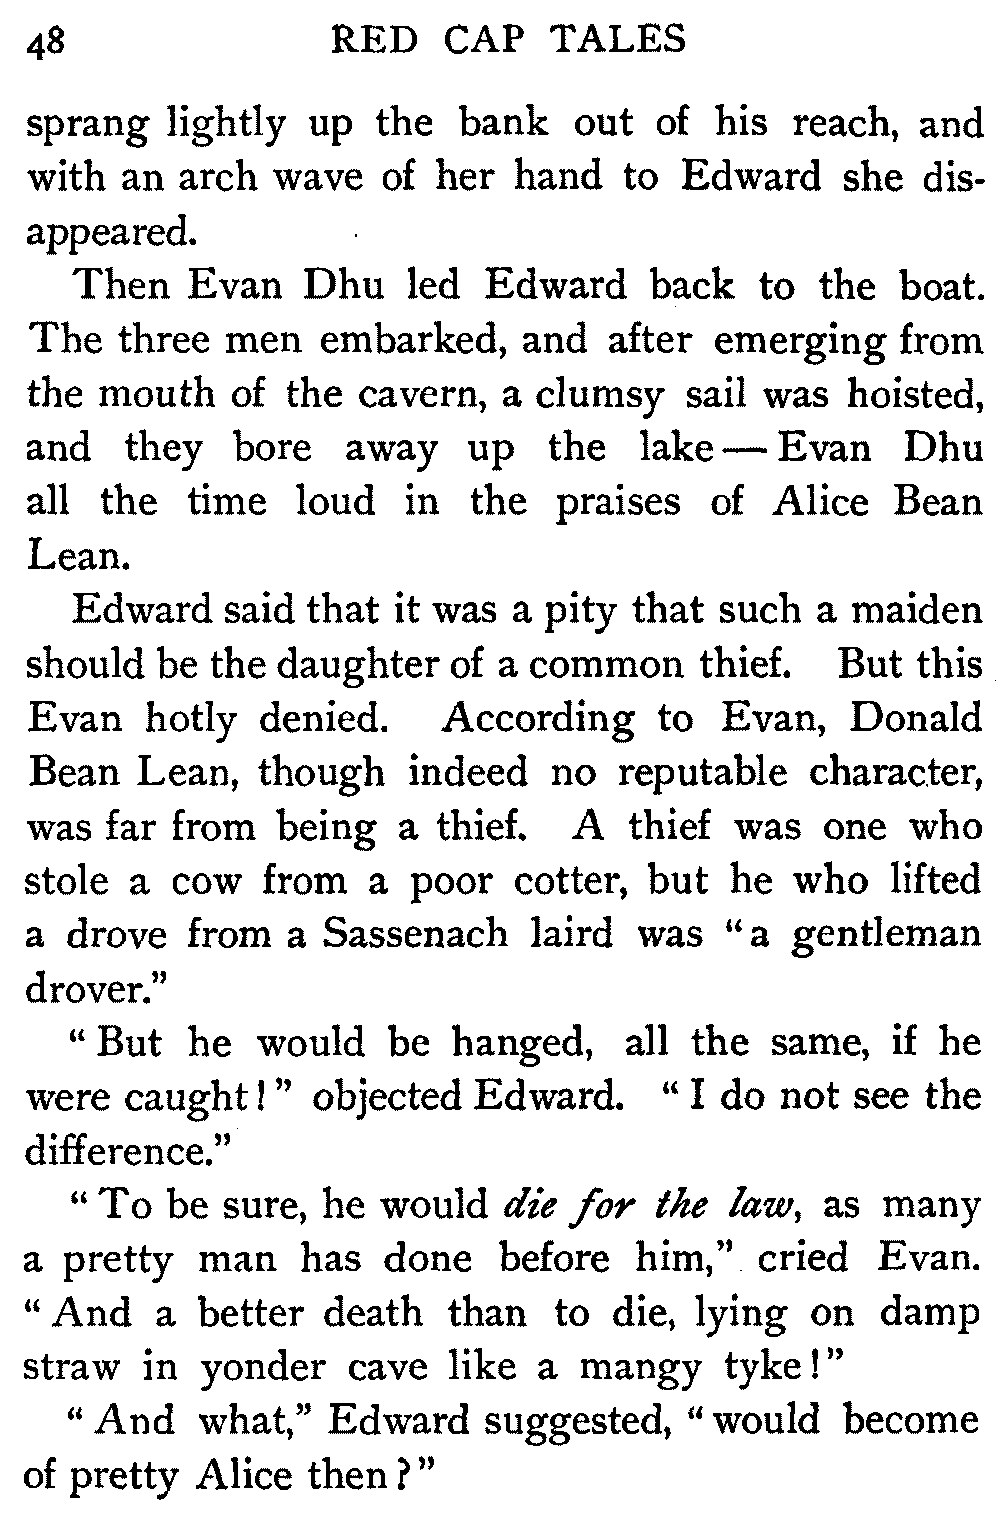 48 RED CAP TALES
sprang lightly up the bank out of his reach, and
with an arch wave of her hand to Edward she dis-
appeared.
Then Evan Dhu led Edward back to the boat.
The three men embarked, and after emerging from
the mouth of the cavern, a clumsy sail was hoisted,
and they bore away up the lake — Evan Dhu
all the time loud in the praises of Alice Bean
Lean.
Edward said that it was a pity that such a maiden
should be the daughter of a common thief. But this
Evan hotly denied. According to Evan, Donald
Bean Lean, though indeed no reputable character,
was far from being a thief. A thief was one who
stole a cow from a poor cotter, but he who lifted
a drove from a Sassenach laird was "a gentleman
drover."
"But he would be hanged, all the same, if he
were caught!" objected Edward. "I do not see the
difference."
"To be sure, he would die for the law, as many
a pretty man has done before him," cried Evan.
"And a better death than to die, lying on damp
straw in yonder cave like a mangy tyke!"
"And what," Edward suggested, "would become
of pretty Alice then?"